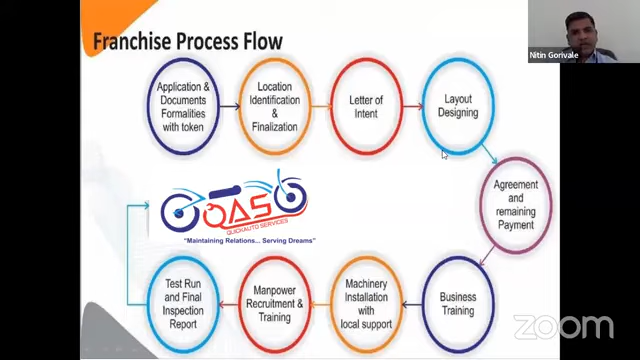 Franchise Process Flow
Nitin Gorivale
Application &
Documents
Formalities
with token
Location
Identification
&
Finalization
Letter of
Intent
Layout
Designing
Agreement
and
remaining
Payment
Business
Training
Machinery
Installation
with
local support
Manpower
Recruitment &
Training
Test Run
and Final
Inspection
Report
QAS
QUICKAUTO SERVICES
“Maintaining Relations... Serving Dreams”
zoom